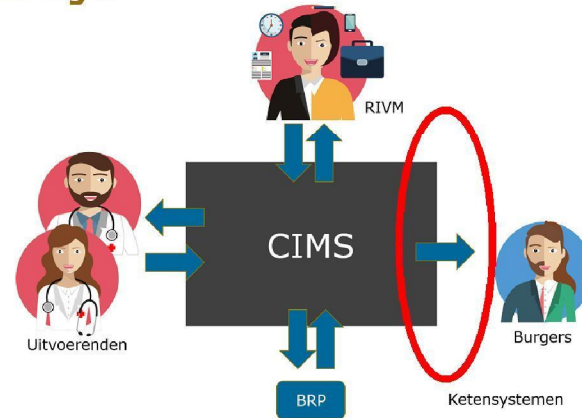 RIVM
CIMS
Uitvoerenden
Burgers
BRP
Ketensystemen